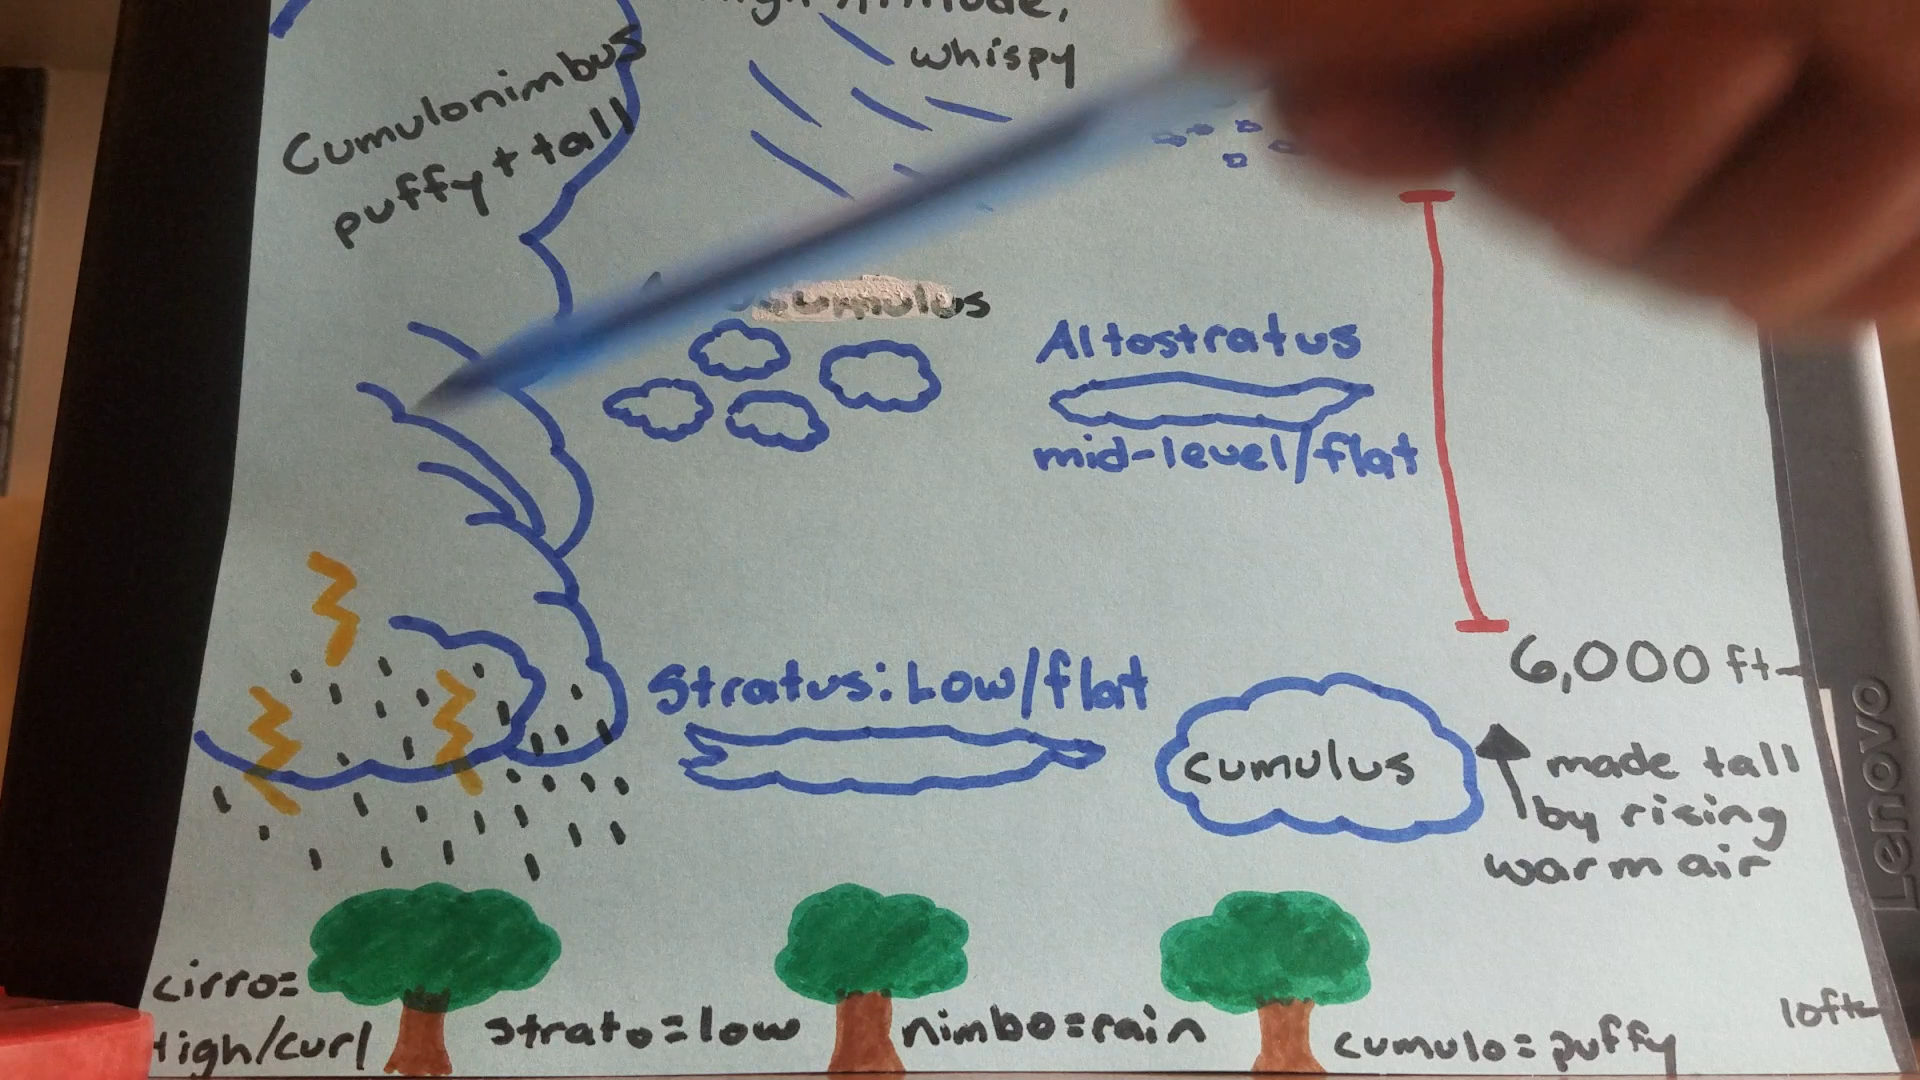 whispy
Cumulonimbus
puffy + tall
Altostratus
mid-level/flat
6,000 ft
Stratus: Low/flat
cumulus
made tall
by rising
warm air
Lenovo
cirro=
High/curl
strato=low
nimbo=rain
cumulo=puffy
10ft